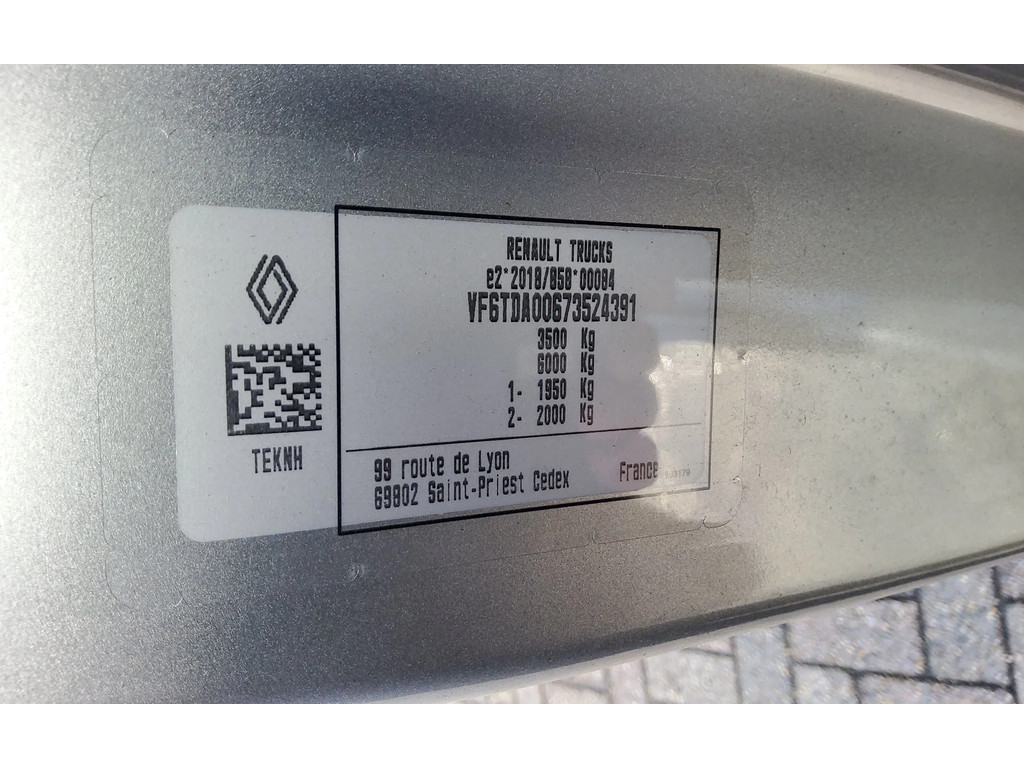 RENAULT TRUCKS
e2*2018/858*00084
VF6TDA00673524391
3500 Kg
6000 Kg
1- 1950 Kg
2- 2000 Kg
TEKNH
99 route de Lyon
69802 Saint-Priest Cedex France